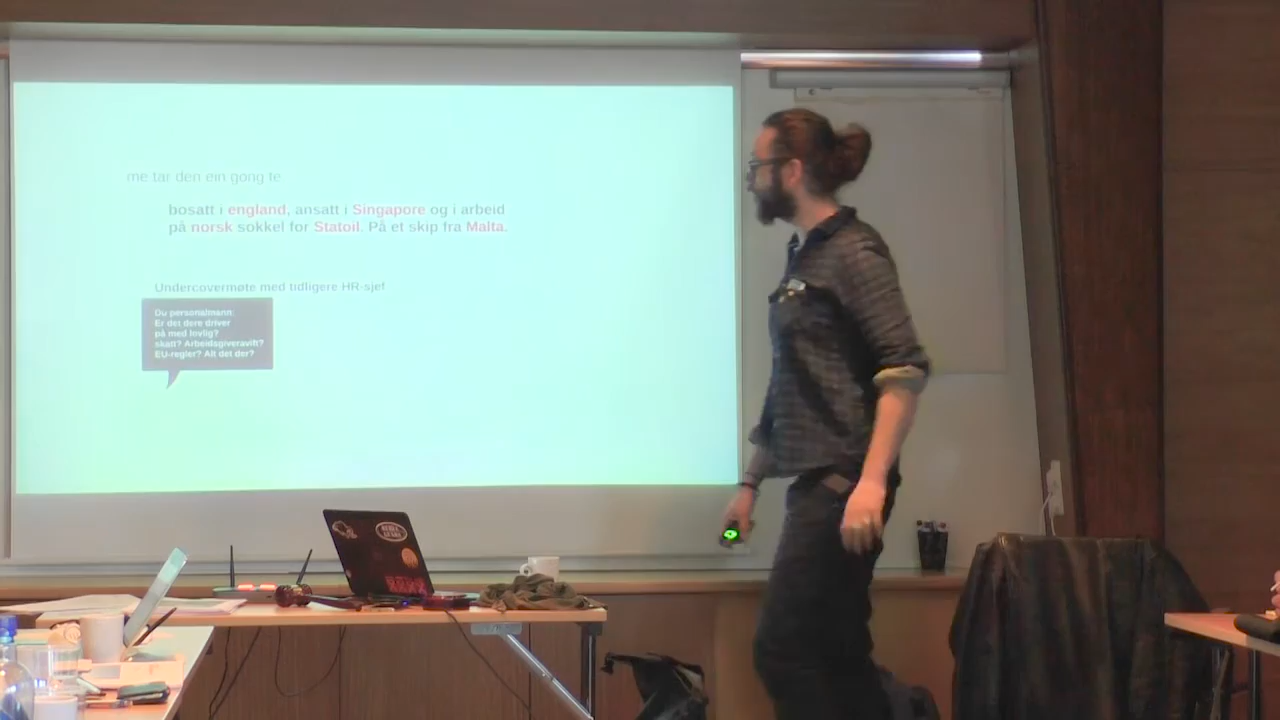 me tar den ein gong te
bosatt i england, ansatt i Singapore og i arbeid
på norsk sokkel for Statoil. På et skip fra Malta.
Undercovermøte med tidligere HR-sjef
Du personalmann:
Er det dere driver
på med lovlig?
skatt? Arbeidsgiveravift?
EU-regler? Alt det der?